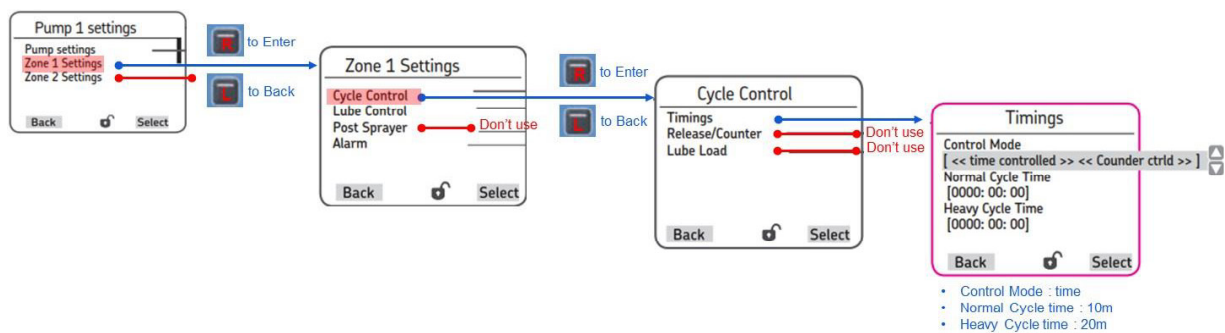 Pump 1 settings
Pump settings
Zone 1 Settings
Zone 2 Settings
Back Select
R to Enter
L to Back
Zone 1 Settings
Cycle Control
Lube Control
Post Sprayer Don't use
Alarm
Back Select
R to Enter
L to Back
Cycle Control
Timings
Release/Counter Don't use
Lube Load Don't use
Back Select
Timings
Control Mode
[ << time controlled >> << Counder ctrld >> ]
Normal Cycle Time
[0000: 00: 00]
Heavy Cycle Time
[0000: 00: 00]
Back Select
• Control Mode : time
• Normal Cycle time : 10m
• Heavy Cycle time : 20m